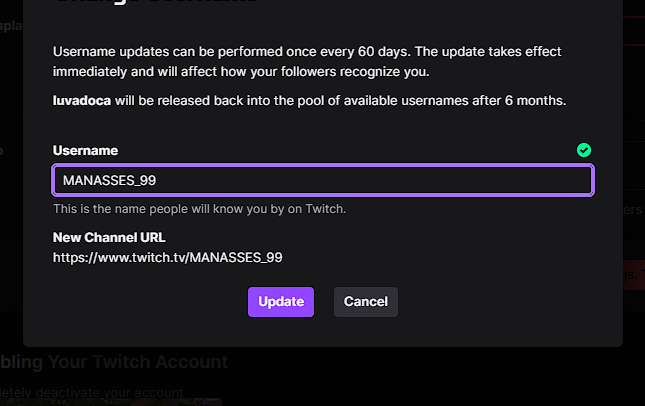 Change Username
Username updates can be performed once every 60 days. The update takes effect
immediately and will affect how your followers recognize you.
luvadoca will be released back into the pool of available usernames after 6 months.
Username
MANASSES_99
This is the name people will know you by on Twitch.
New Channel URL
https://www.twitch.tv/MANASSES_99
Update Cancel
bling Your Twitch Account
letely deactivate your account